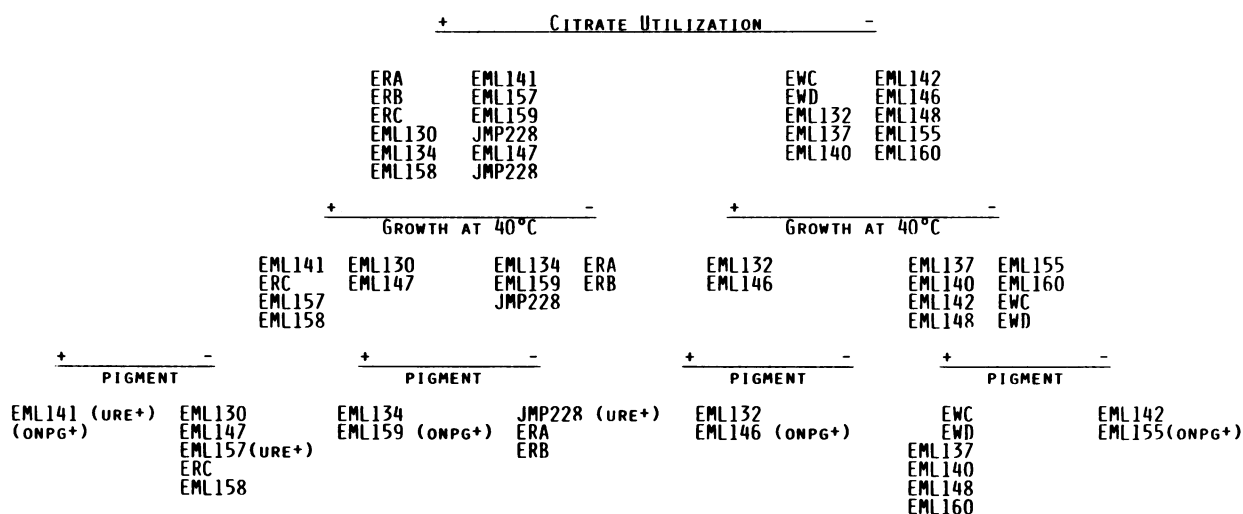 + CITRATE UTILIZATION -
ERA EML141 EWC EML142
ERB EML157 EWD EML146
ERC EML159 EML132 EML148
EML130 JMP228 EML137 EML155
EML134 EML147 EML140 EML160
EML158 JMP228
+ - + -
GROWTH AT 40°C GROWTH AT 40°C
EML141 EML130 EML134 ERA EML132 EML137 EML155
ERC EML147 EML159 ERB EML146 EML140 EML160
EML157 JMP228 EML142 EWC
EML158 EML148 EWD
+ - + - + - + -
PIGMENT PIGMENT PIGMENT PIGMENT
EML141 (URE+) EML130 EML134 JMP228 (URE+) EML132 EWC EML142
(ONPG+) EML147 EML159 (ONPG+) ERA EML146 (ONPG+) EWD EML155(ONPG+)
EML157(URE+) ERB EML137
ERC EML140
EML158 EML148
EML160